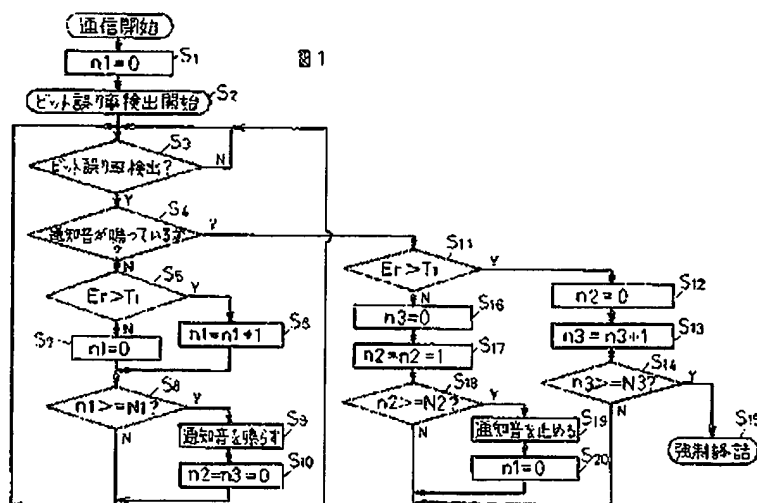 通信開始
S1
n1=0
図1
ビット誤り率検出開始
S2
S3
ビット誤り率検出?
N
Y
S4
通知音が鳴っているか?
Y
N
S5
Er>T1
Y
N
S6
n1=n1+1
S7
n1=0
S8
n1>=N1?
Y
N
S9
通知音を鳴らす
S10
n2=n3=0
S11
Er>T1
Y
N
S12
n2=0
S13
n3=n3+1
S14
n3>=N3?
Y
N
S15
強制終話
S16
n3=0
S17
n2=n2=1
S18
n2>=N2?
Y
N
S19
通知音を止める
S20
n1=0